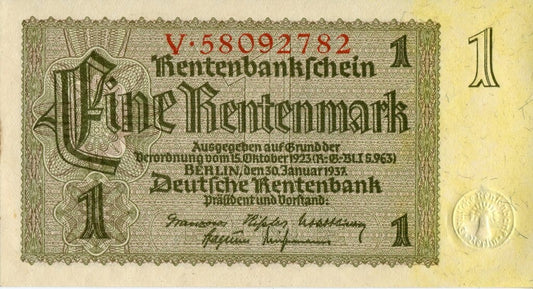 V·58092782
1
1
Rentenbankschein
Eine Rentenmark
Ausgegeben auf Grund der
Verordnung vom 15. Oktober 1923 (R.-G.-Bl. I S. 963)
BERLIN, den 30. Januar 1937.
Deutsche Rentenbank
Präsident und Vorstand:
1
1